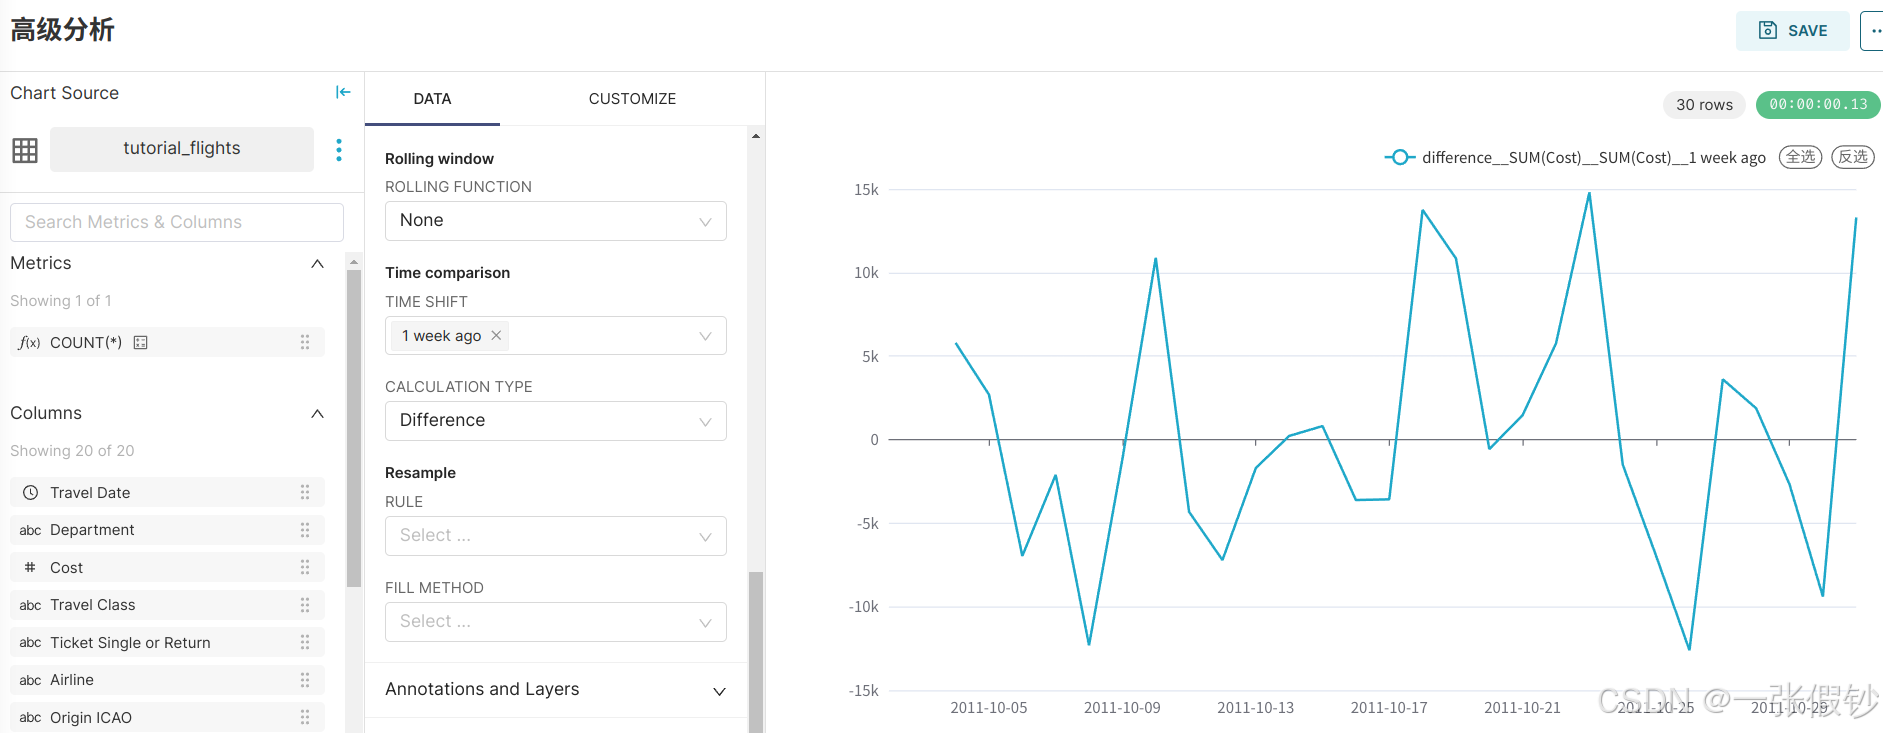 高级分析
SAVE
Chart Source
tutorial_flights
Search Metrics & Columns
Metrics
Showing 1 of 1
f(x) COUNT(*)
Columns
Showing 20 of 20
Travel Date
abc Department
# Cost
abc Travel Class
abc Ticket Single or Return
abc Airline
abc Origin ICAO
DATA
CUSTOMIZE
Rolling window
ROLLING FUNCTION
None
Time comparison
TIME SHIFT
1 week ago ×
CALCULATION TYPE
Difference
Resample
RULE
Select ...
FILL METHOD
Select ...
Annotations and Layers
30 rows
00:00:00.13
difference__SUM(Cost)__SUM(Cost)__1 week ago 全选 反选
15k
10k
5k
0
-5k
-10k
-15k
2011-10-05 2011-10-09 2011-10-13 2011-10-17 2011-10-21 2011-10-25 2011-10-29
CSDN @一张假钞